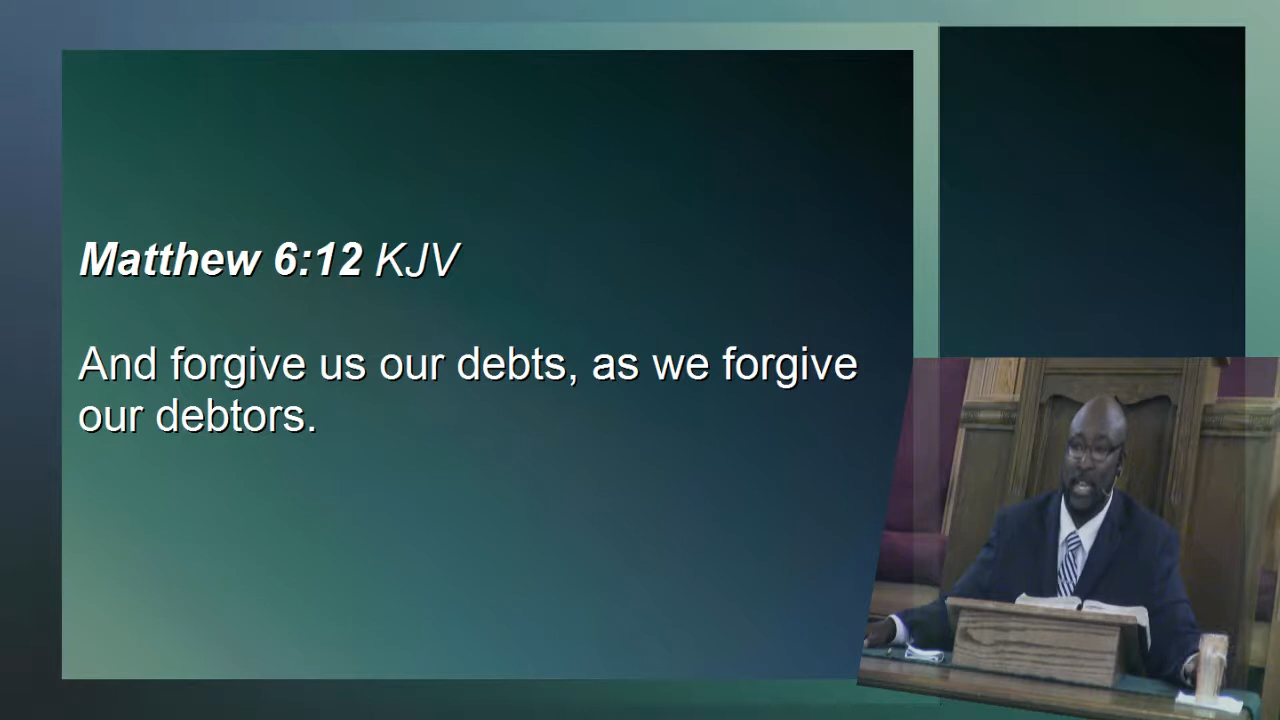 Matthew 6:12 KJV
And forgive us our debts, as we forgive
our debtors.